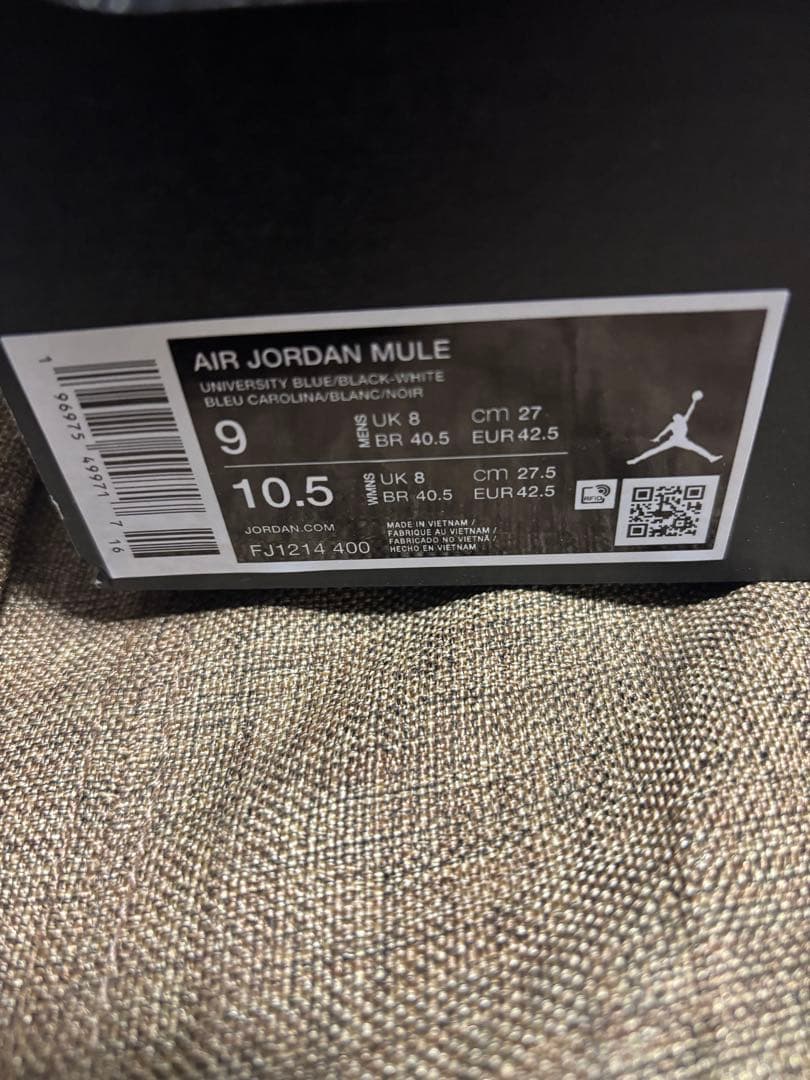 AIR JORDAN MULE
UNIVERSITY BLUE/BLACK-WHITE
BLEU CAROLINA/BLANC/NOIR
9 MENS UK 8 cm 27
BR 40.5 EUR 42.5
10.5 WMNS UK 8 cm 27.5
BR 40.5 EUR 42.5
RFID
JORDAN.COM
FJ1214 400
MADE IN VIETNAM /
FABRIQUE AU VIETNAM /
FABRICADO NO VIETNÃ /
HECHO EN VIETNAM
1 96975 49971 7 16